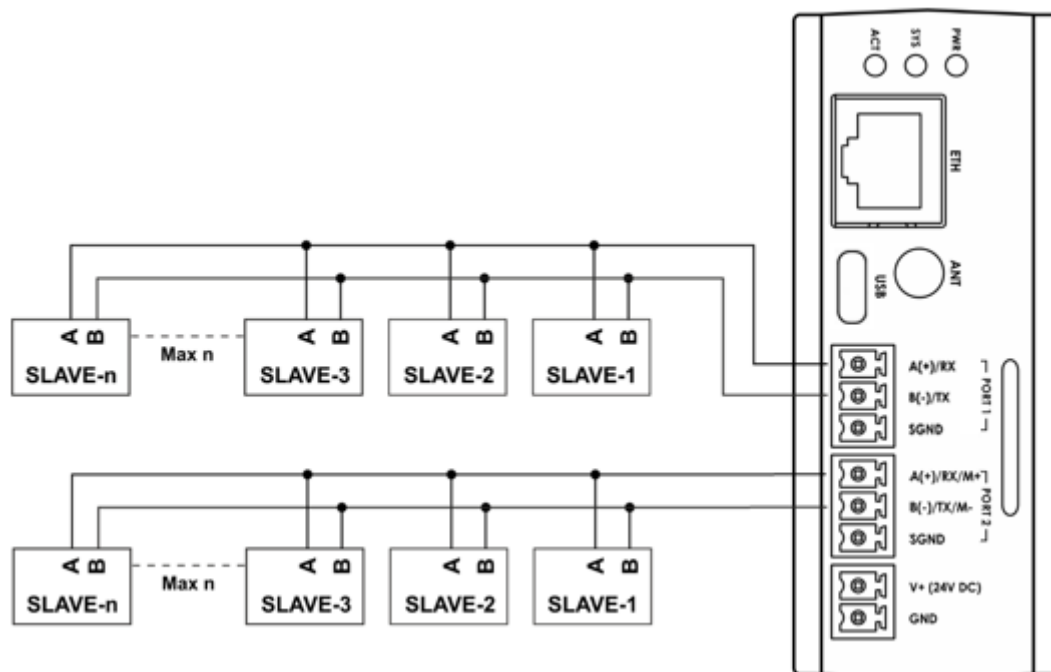 ACT SYS PWR
ETH
USB ANT
A B A B A B A B
SLAVE-n Max n SLAVE-3 SLAVE-2 SLAVE-1
A(+)/RX
B(-)/TX
SGND
PORT 1
A(+)/RX/M+
B(-)/TX/M-
SGND
PORT 2
A B A B A B A B
SLAVE-n Max n SLAVE-3 SLAVE-2 SLAVE-1
V+ (24V DC)
GND